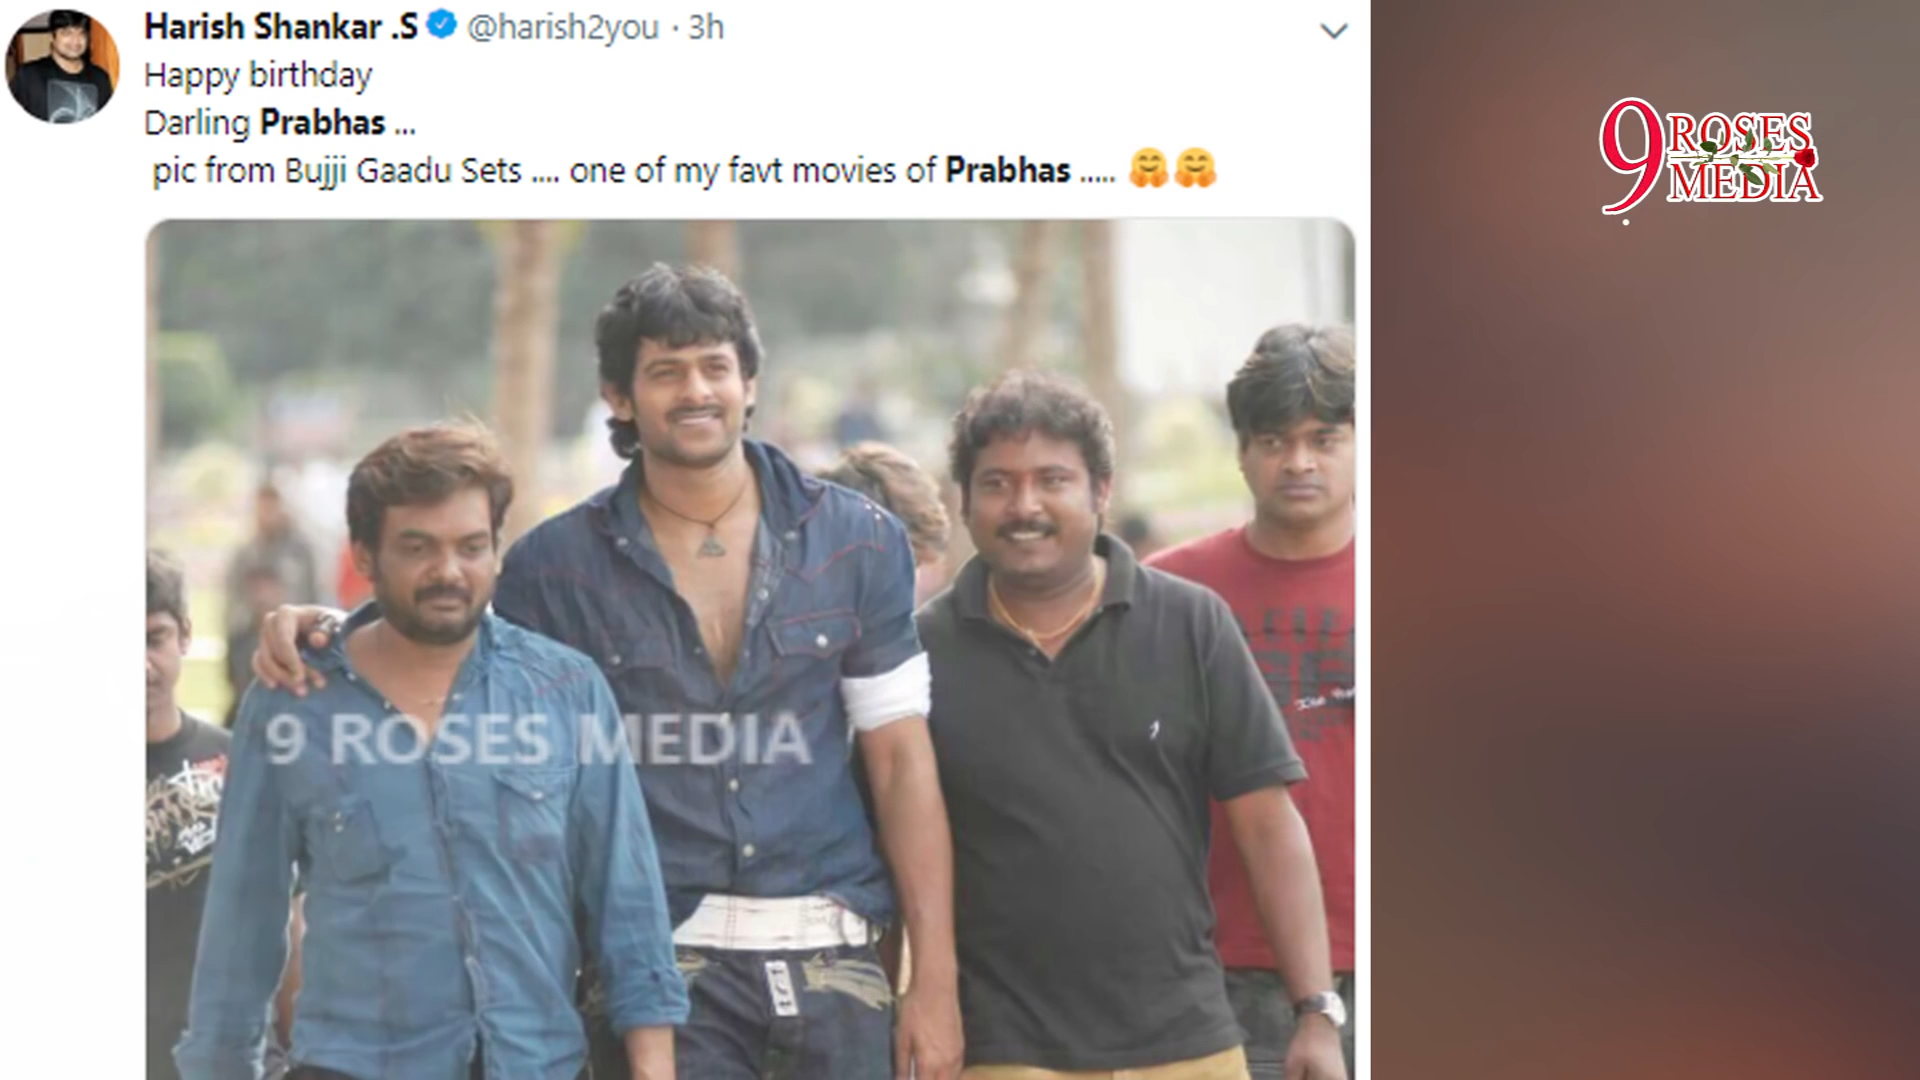 Harish Shankar .S @harish2you · 3h
Happy birthday
Darling Prabhas ...
pic from Bujji Gaadu Sets .... one of my favt movies of Prabhas ..... 🤗🤗
9 ROSES
MEDIA
9 ROSES MEDIA